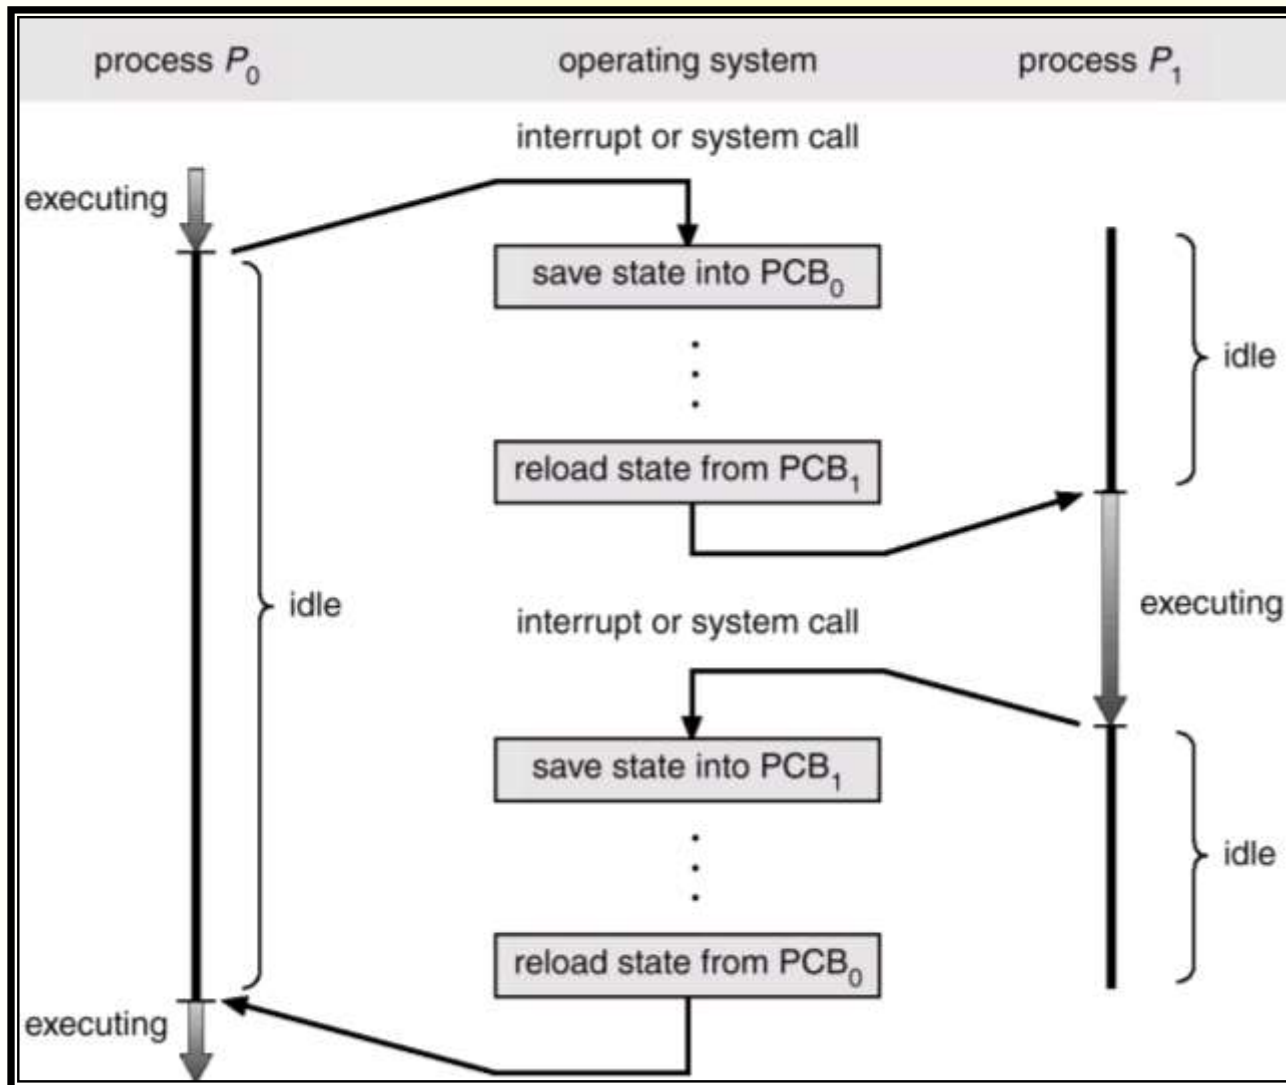 process P₀ operating system process P₁
interrupt or system call
executing
save state into PCB₀
idle
reload state from PCB₁
idle
executing
interrupt or system call
save state into PCB₁
idle
reload state from PCB₀
executing